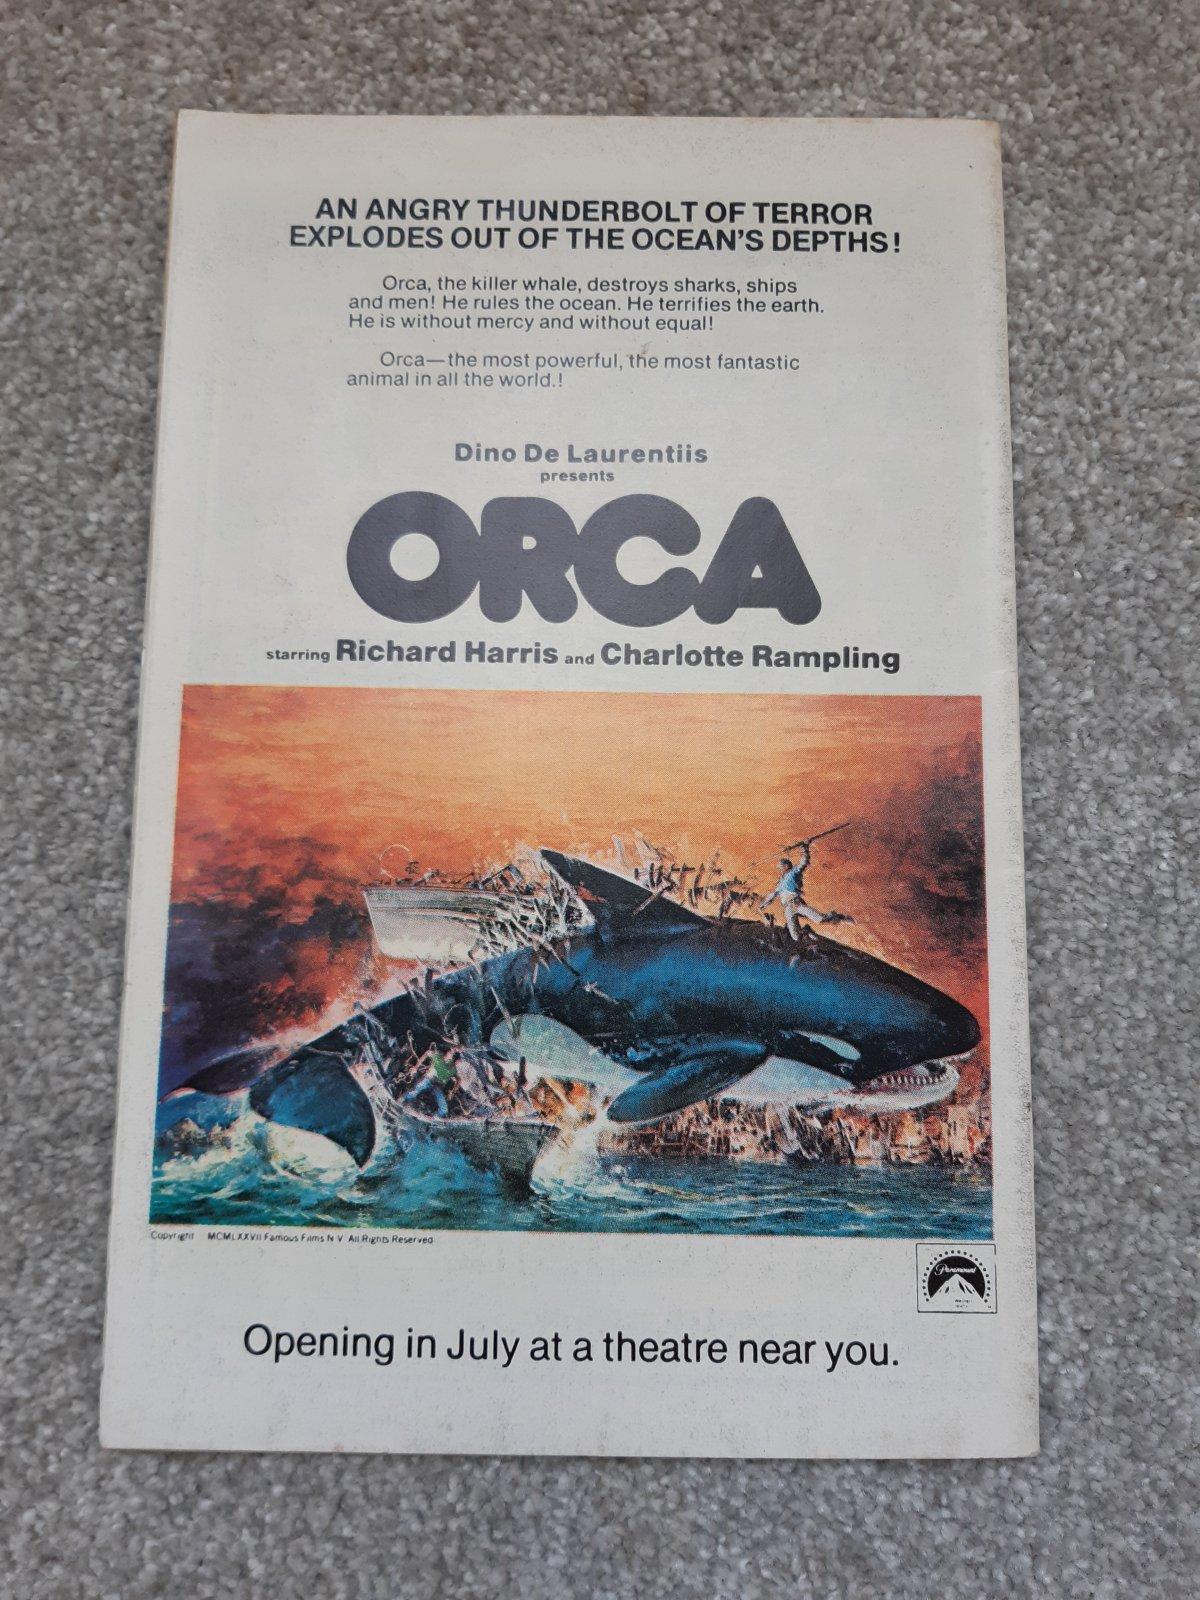 AN ANGRY THUNDERBOLT OF TERROR
EXPLODES OUT OF THE OCEAN'S DEPTHS!
Orca, the killer whale, destroys sharks, ships
and men! He rules the ocean. He terrifies the earth.
He is without mercy and without equal!
Orca—the most powerful, the most fantastic
animal in all the world.!
Dino De Laurentiis
presents
ORCA
starring Richard Harris and Charlotte Rampling
Copyright MCMLXXVII Famous Films N V All Rights Reserved
Paramount
Opening in July at a theatre near you.